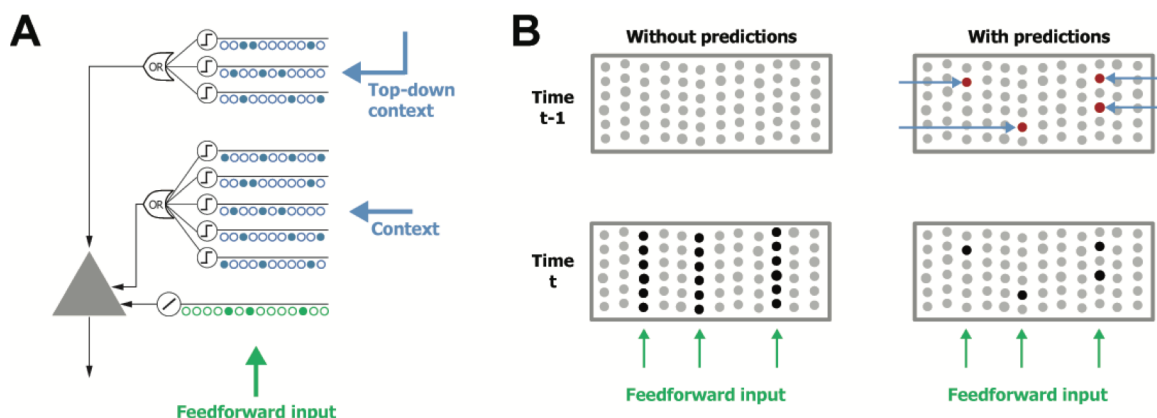 A
OR
Top-down
context
OR
Context
Feedforward input
B
Without predictions
With predictions
Time
t-1
Time
t
Feedforward input
Feedforward input